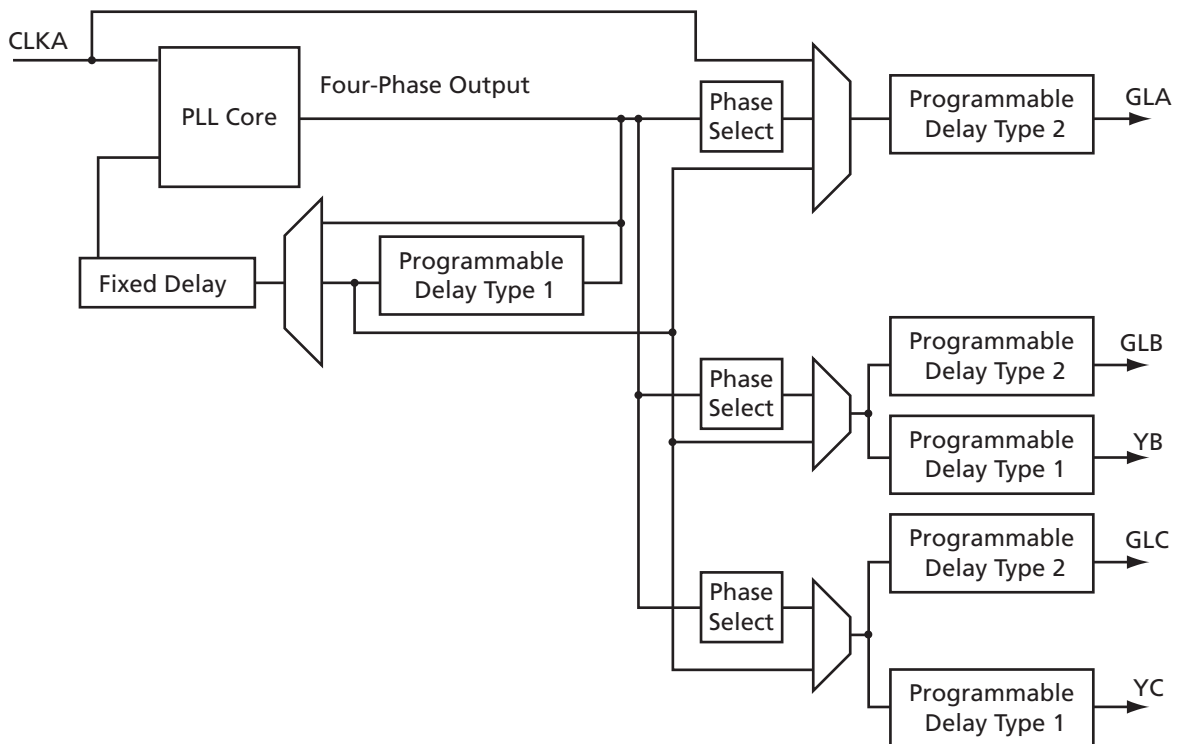 CLKA
PLL Core
Four-Phase Output
Phase
Select
Programmable
Delay Type 2
GLA
Fixed Delay
Programmable
Delay Type 1
Phase
Select
Programmable
Delay Type 2
GLB
Programmable
Delay Type 1
YB
Phase
Select
Programmable
Delay Type 2
GLC
Programmable
Delay Type 1
YC